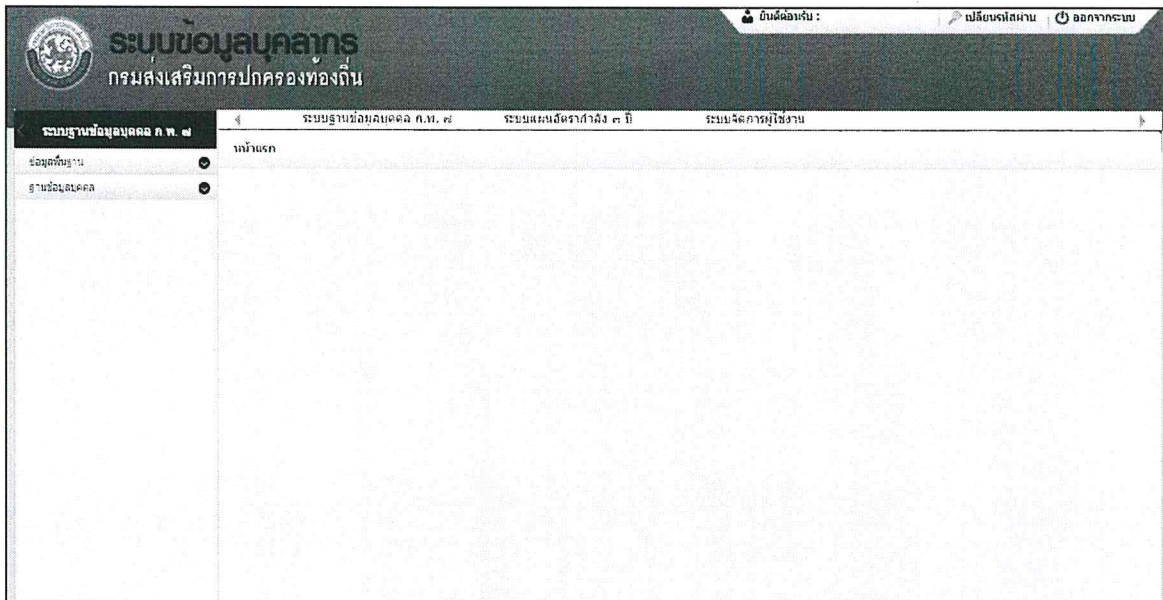 ยินดีต้อนรับ :
เปลี่ยนรหัสผ่าน
ออกจากระบบ
ระบบข้อมูลบุคลากร
กรมส่งเสริมการปกครองท้องถิ่น
ระบบฐานข้อมูลบุคคล ก.พ. ๗
ระบบฐานข้อมูลบุคคล ก.พ. ๗ ระบบแผนอัตรากำลัง ๓ ปี ระบบจัดการผู้ใช้งาน
ข้อมูลพื้นฐาน
หน้าแรก
ฐานข้อมูลบุคคล